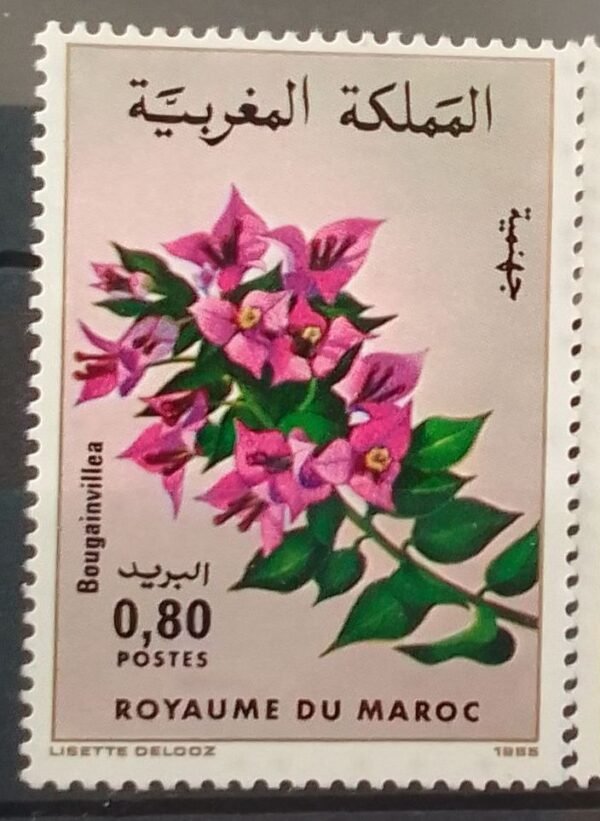 المملكة المغربية
جهنمية
Bougainvillea
البريد
0,80
POSTES
ROYAUME DU MAROC
LISETTE DELOOZ
1985